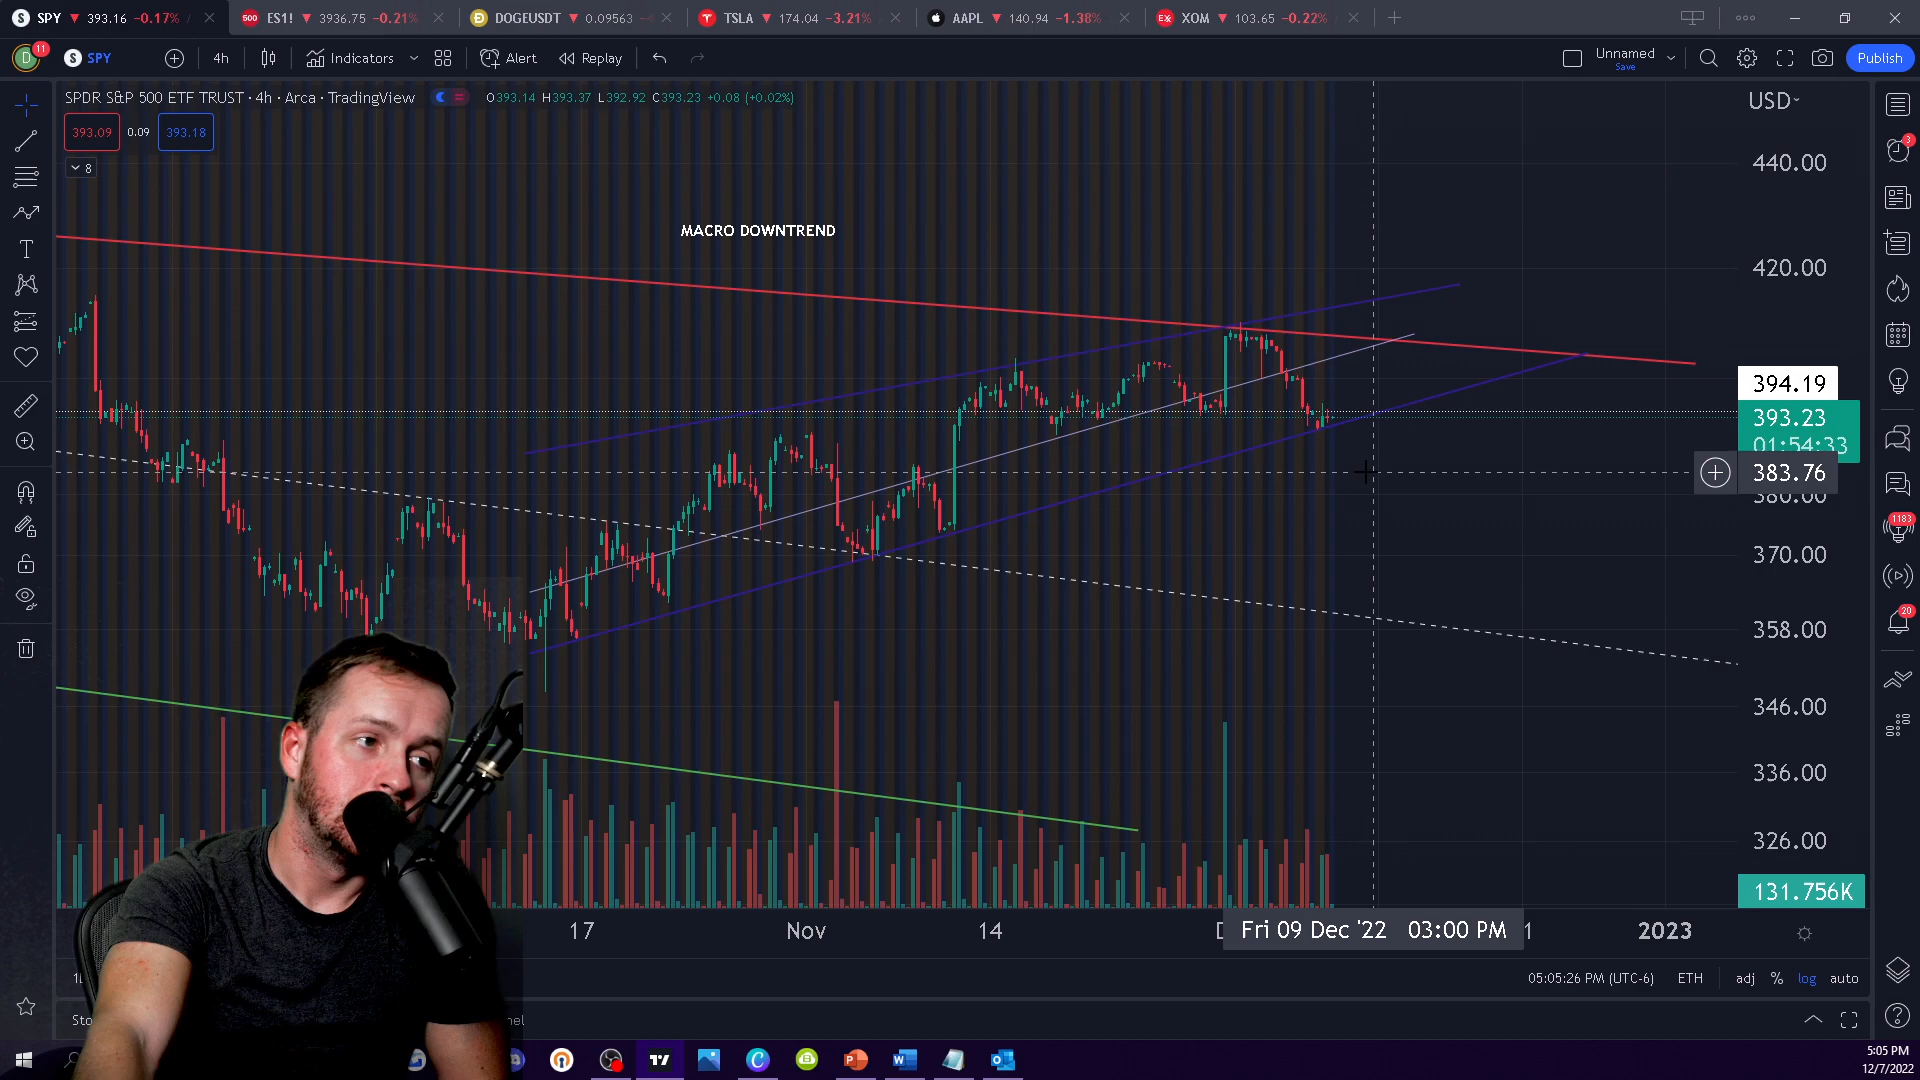 SPY ▼ 393.16 −0.17% /
500 ES1! ▼ 3936.75 −0.21%
DOGEUSDT ▼ 0.09563
TSLA ▼ 174.04 −3.21%
AAPL ▼ 140.94 −1.38%
EX XOM ▼ 103.65 −0.22%
D 11
S SPY
4h
Indicators
Alert
Replay
Unnamed
Save
Publish
SPDR S&P 500 ETF TRUST · 4h · Arca · TradingView
O393.14 H393.37 L392.92 C393.23 +0.08 (+0.02%)
393.09 0.09 393.18
8
USD
MACRO DOWNTREND
440.00
420.00
394.19
393.23
01:54:33
383.76
380.00
370.00
358.00
346.00
336.00
326.00
131.756K
3
1183
20
17
Nov
14
Fri 09 Dec '22 03:00 PM
2023
05:05:26 PM (UTC-6)
ETH
adj
%
log
auto
5:05 PM
12/7/2022